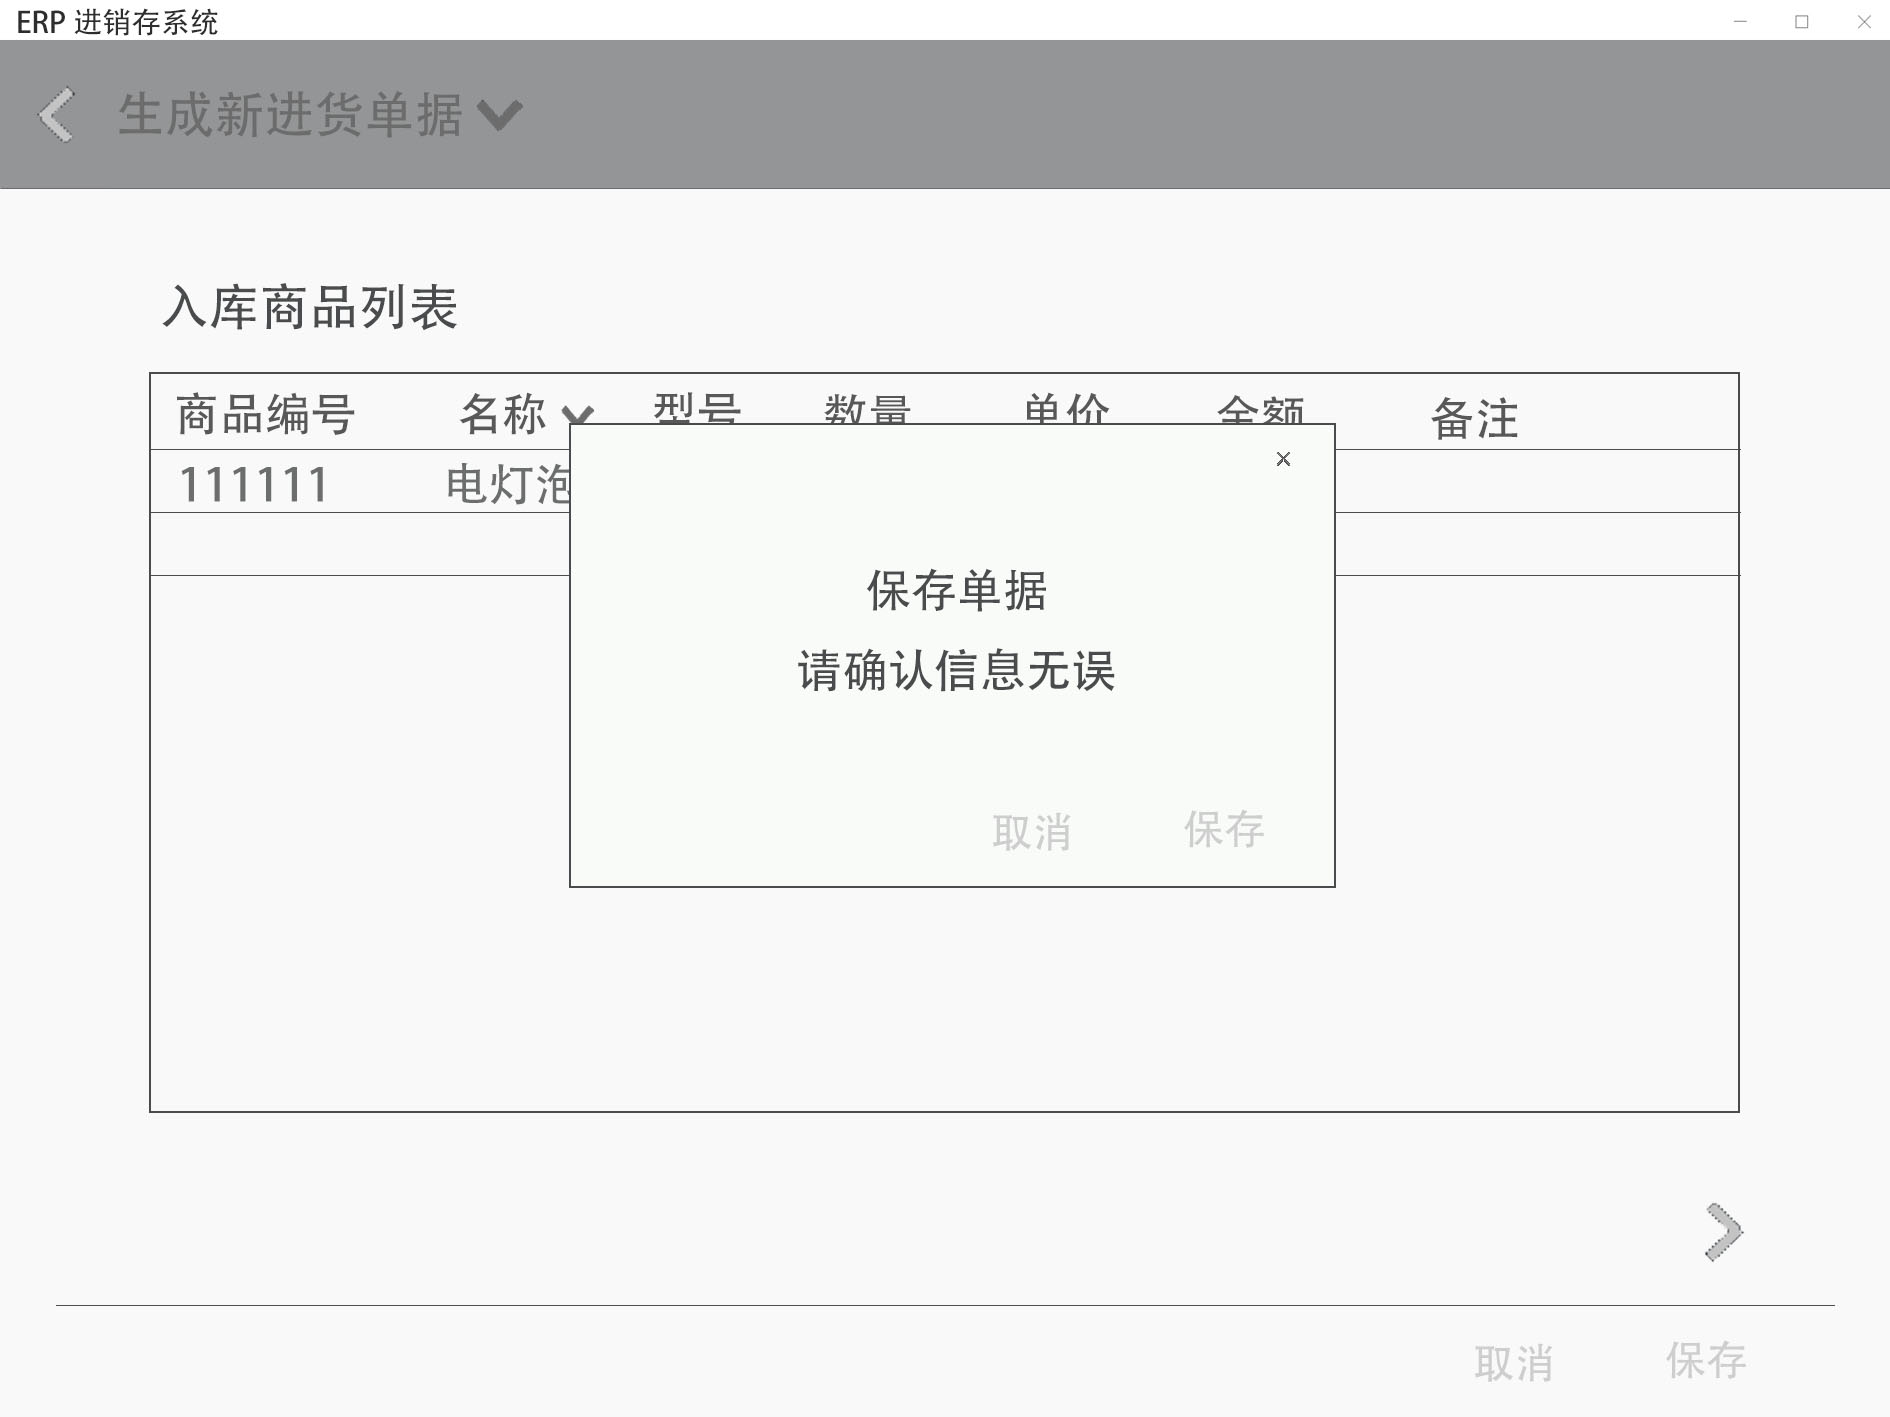 ERP 进销存系统
生成新进货单据
入库商品列表
商品编号 名称 型号 数量 单价 金额 备注
111111 电灯泡
保存单据
请确认信息无误
取消 保存
取消 保存